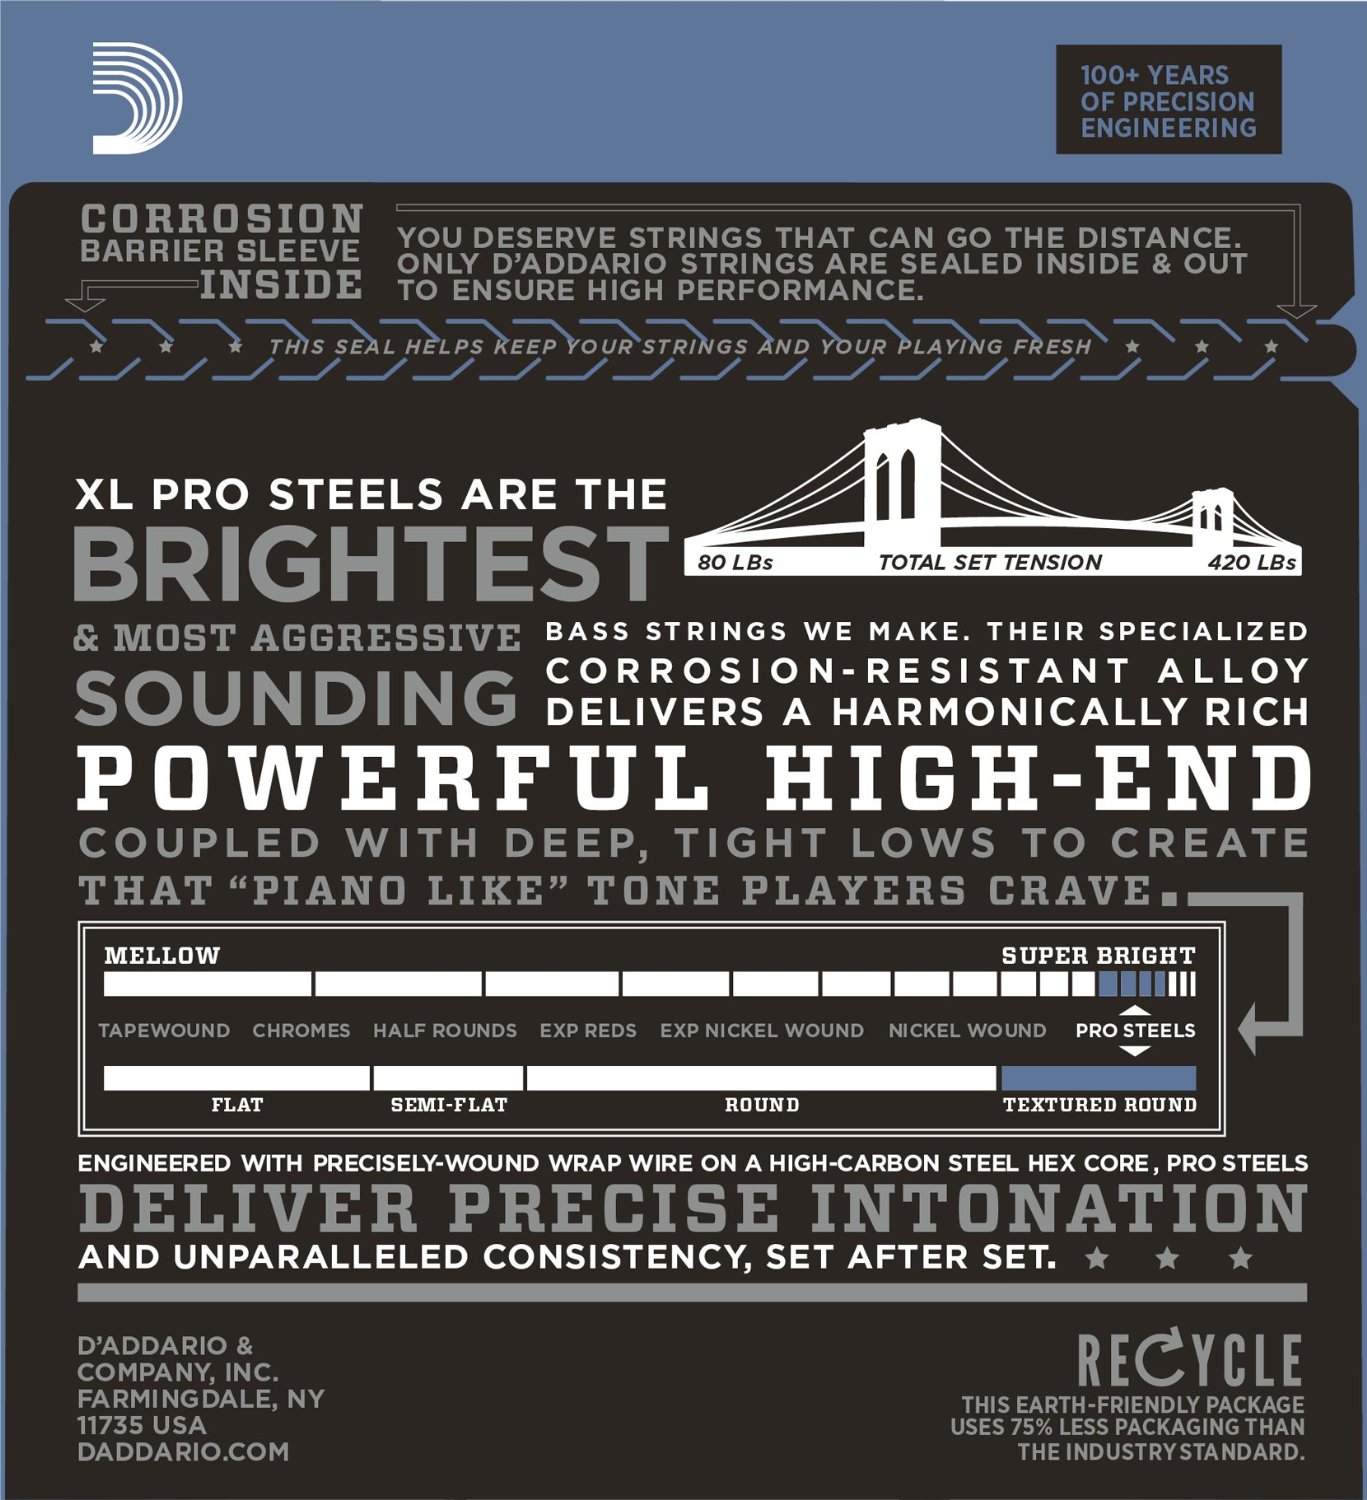 100+ YEARS
OF PRECISION
ENGINEERING
CORROSION
BARRIER SLEEVE
INSIDE
YOU DESERVE STRINGS THAT CAN GO THE DISTANCE.
ONLY D'ADDARIO STRINGS ARE SEALED INSIDE & OUT
TO ENSURE HIGH PERFORMANCE.
THIS SEAL HELPS KEEP YOUR STRINGS AND YOUR PLAYING FRESH
XL PRO STEELS ARE THE
BRIGHTEST
80 LBs TOTAL SET TENSION 420 LBs
& MOST AGGRESSIVE
SOUNDING
BASS STRINGS WE MAKE. THEIR SPECIALIZED
CORROSION-RESISTANT ALLOY
DELIVERS A HARMONICALLY RICH
POWERFUL HIGH-END
COUPLED WITH DEEP, TIGHT LOWS TO CREATE
THAT “PIANO LIKE” TONE PLAYERS CRAVE.
MELLOW SUPER BRIGHT
TAPEWOUND CHROMES HALF ROUNDS EXP REDS EXP NICKEL WOUND NICKEL WOUND PRO STEELS
FLAT SEMI-FLAT ROUND TEXTURED ROUND
ENGINEERED WITH PRECISELY-WOUND WRAP WIRE ON A HIGH-CARBON STEEL HEX CORE, PRO STEELS
DELIVER PRECISE INTONATION
AND UNPARALLELED CONSISTENCY, SET AFTER SET.
D'ADDARIO &
COMPANY, INC.
FARMINGDALE, NY
11735 USA
DADDARIO.COM
RECYCLE
THIS EARTH-FRIENDLY PACKAGE
USES 75% LESS PACKAGING THAN
THE INDUSTRY STANDARD.